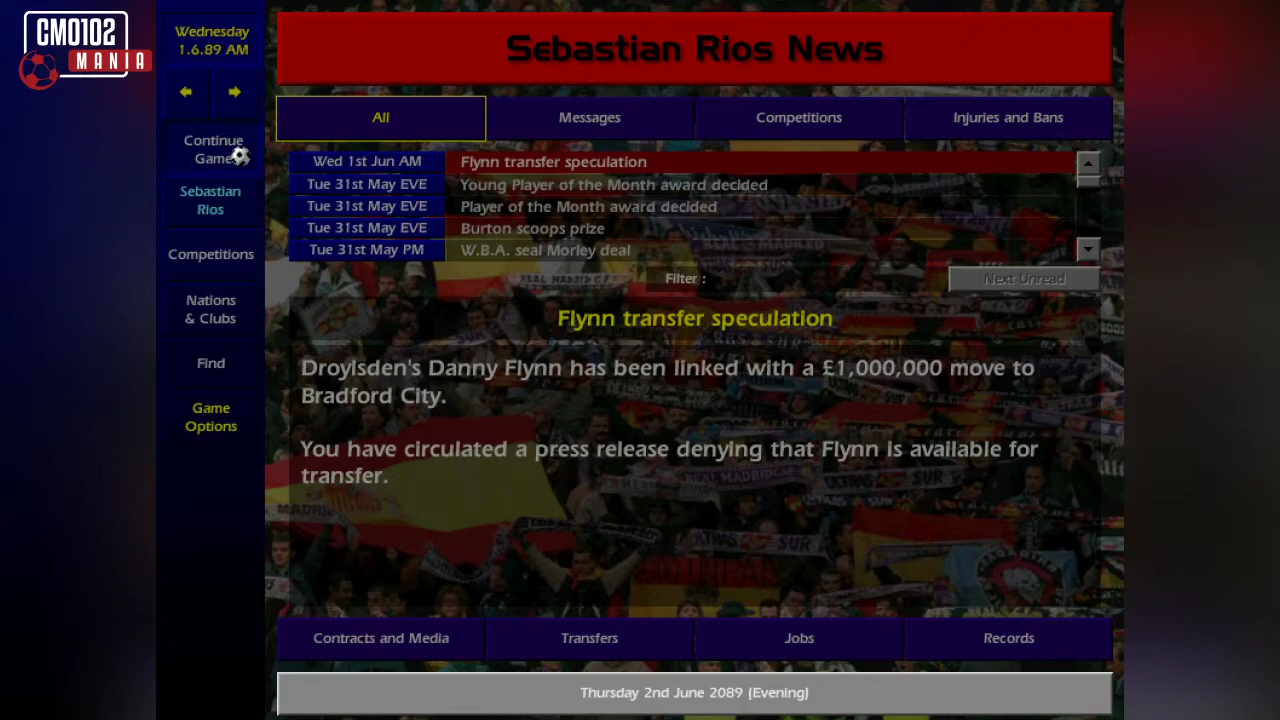 CM0102
MANIA
Wednesday
1.6.89 AM
Continue
Game
Sebastian
Rios
Competitions
Nations
& Clubs
Find
Game
Options
Sebastian Rios News
All
Messages
Competitions
Injuries and Bans
Wed 1st Jun AM Flynn transfer speculation
Tue 31st May EVE Young Player of the Month award decided
Tue 31st May EVE Player of the Month award decided
Tue 31st May EVE Burton scoops prize
Tue 31st May PM W.B.A. seal Morley deal
Filter :
Next Unread
Flynn transfer speculation
Droylsden's Danny Flynn has been linked with a £1,000,000 move to
Bradford City.
You have circulated a press release denying that Flynn is available for
transfer.
Contracts and Media
Transfers
Jobs
Records
Thursday 2nd June 2089 (Evening)